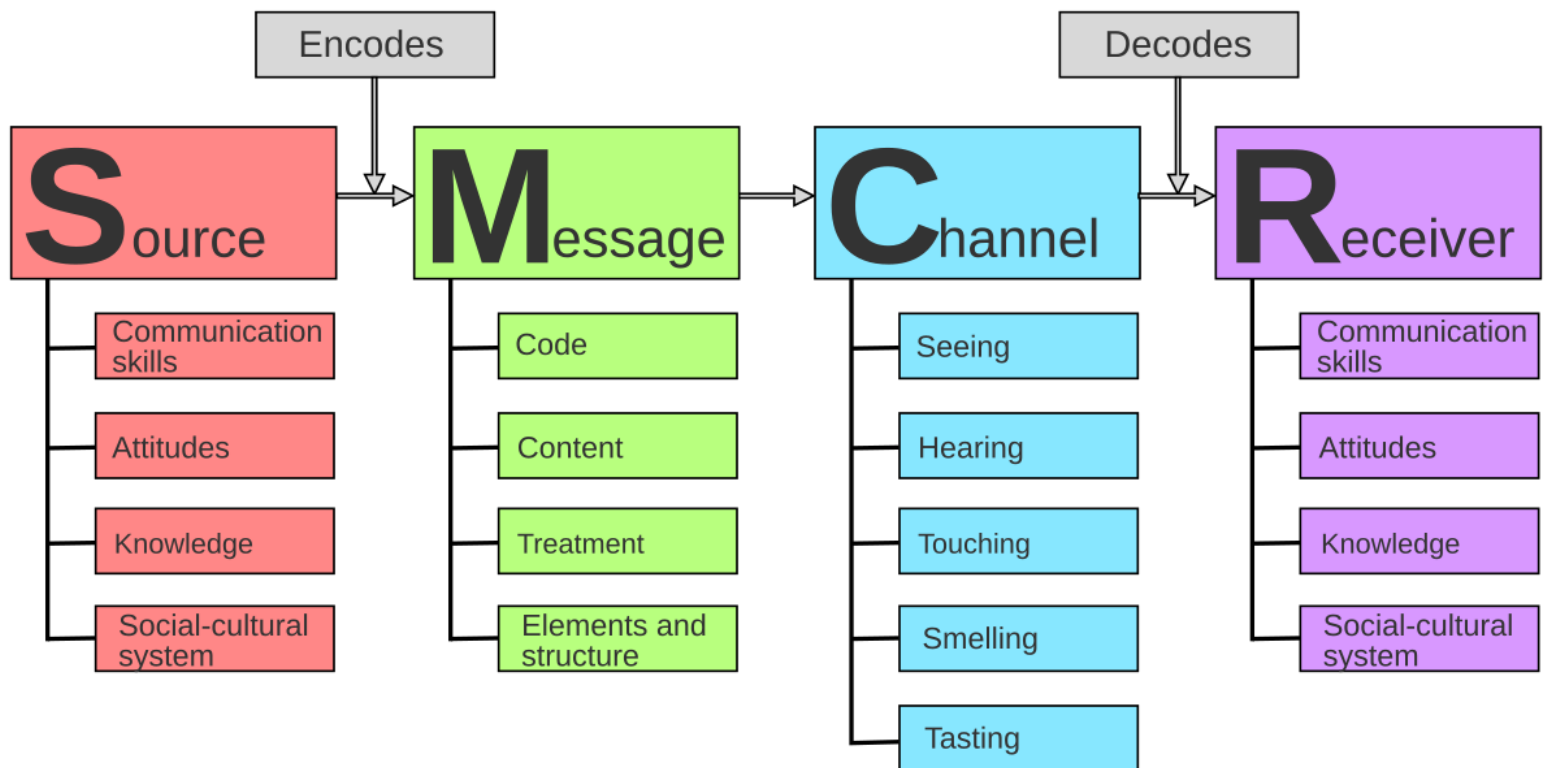 Encodes
Decodes
Source
Message
Channel
Receiver
Communication
skills
Attitudes
Knowledge
Social-cultural
system
Code
Content
Treatment
Elements and
structure
Seeing
Hearing
Touching
Smelling
Tasting
Communication
skills
Attitudes
Knowledge
Social-cultural
system